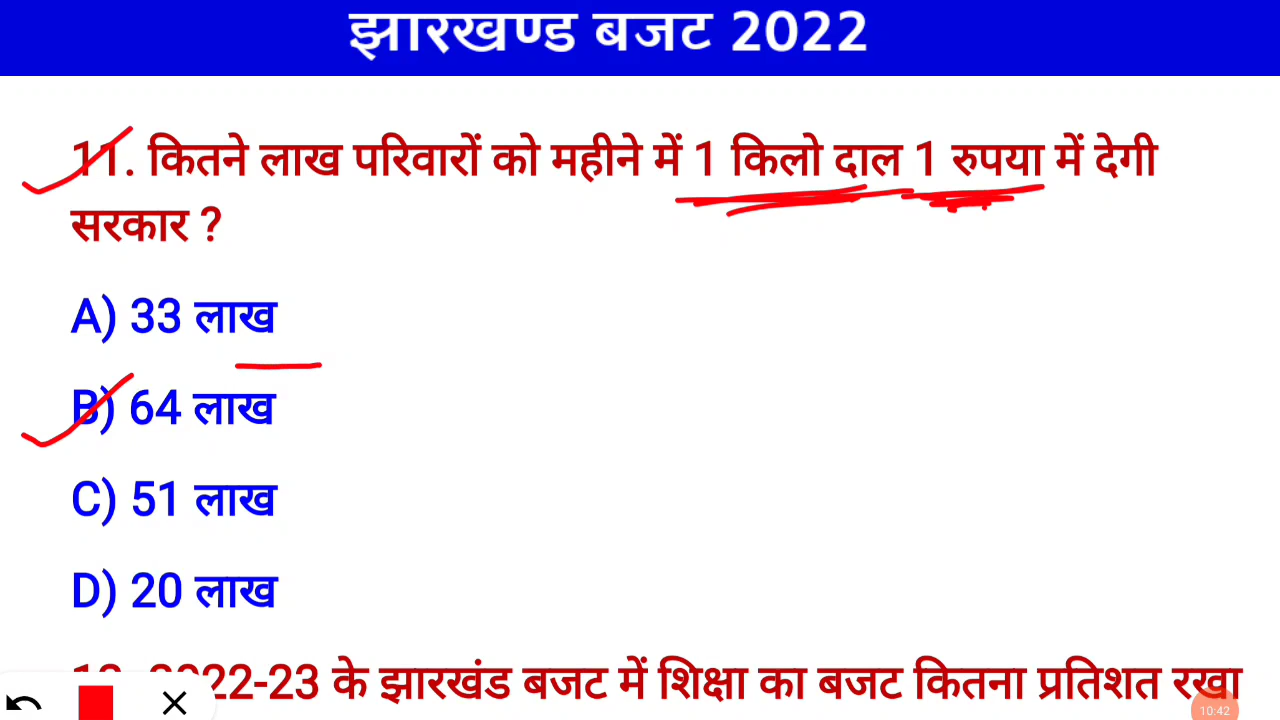 झारखण्ड बजट 2022
11. कितने लाख परिवारों को महीने में 1 किलो दाल 1 रुपया में देगी
सरकार ?
A) 33 लाख
B) 64 लाख
C) 51 लाख
D) 20 लाख
2022-23 के झारखंड बजट में शिक्षा का बजट कितना प्रतिशत रखा
10:42